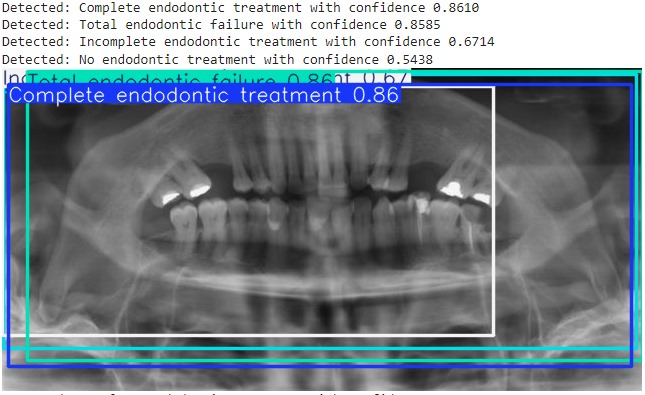 Detected: Complete endodontic treatment with confidence 0.8610
Detected: Total endodontic failure with confidence 0.8585
Detected: Incomplete endodontic treatment with confidence 0.6714
Detected: No endodontic treatment with confidence 0.5438
Total endodontic failure 0.86
Complete endodontic treatment 0.86